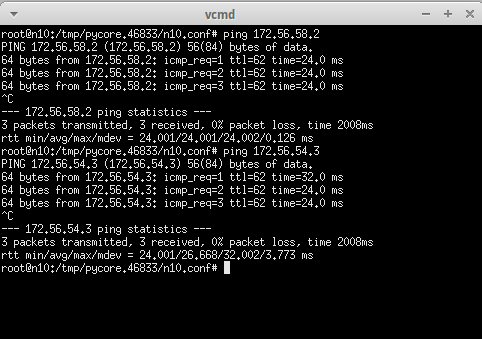 vcmd
root@n10:/tmp/pycore.46833/n10.conf# ping 172.56.58.2
PING 172.56.58.2 (172.56.58.2) 56(84) bytes of data.
64 bytes from 172.56.58.2: icmp_req=1 ttl=62 time=24.0 ms
64 bytes from 172.56.58.2: icmp_req=2 ttl=62 time=24.0 ms
64 bytes from 172.56.58.2: icmp_req=3 ttl=62 time=24.0 ms
^C
--- 172.56.58.2 ping statistics ---
3 packets transmitted, 3 received, 0% packet loss, time 2008ms
rtt min/avg/max/mdev = 24.001/24.001/24.002/0.126 ms
root@n10:/tmp/pycore.46833/n10.conf# ping 172.56.54.3
PING 172.56.54.3 (172.56.54.3) 56(84) bytes of data.
64 bytes from 172.56.54.3: icmp_req=1 ttl=62 time=32.0 ms
64 bytes from 172.56.54.3: icmp_req=2 ttl=62 time=24.0 ms
64 bytes from 172.56.54.3: icmp_req=3 ttl=62 time=24.0 ms
^C
--- 172.56.54.3 ping statistics ---
3 packets transmitted, 3 received, 0% packet loss, time 2008ms
rtt min/avg/max/mdev = 24.001/26.668/32.002/3.773 ms
root@n10:/tmp/pycore.46833/n10.conf#